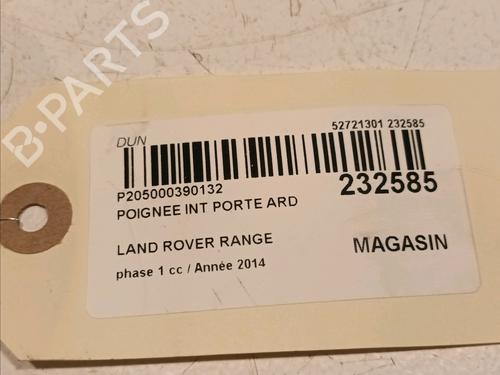 B-PARTS
DUN
52721301 232585
P205000390132
232585
POIGNEE INT PORTE ARD
LAND ROVER RANGE
MAGASIN
phase 1 cc / Année 2014